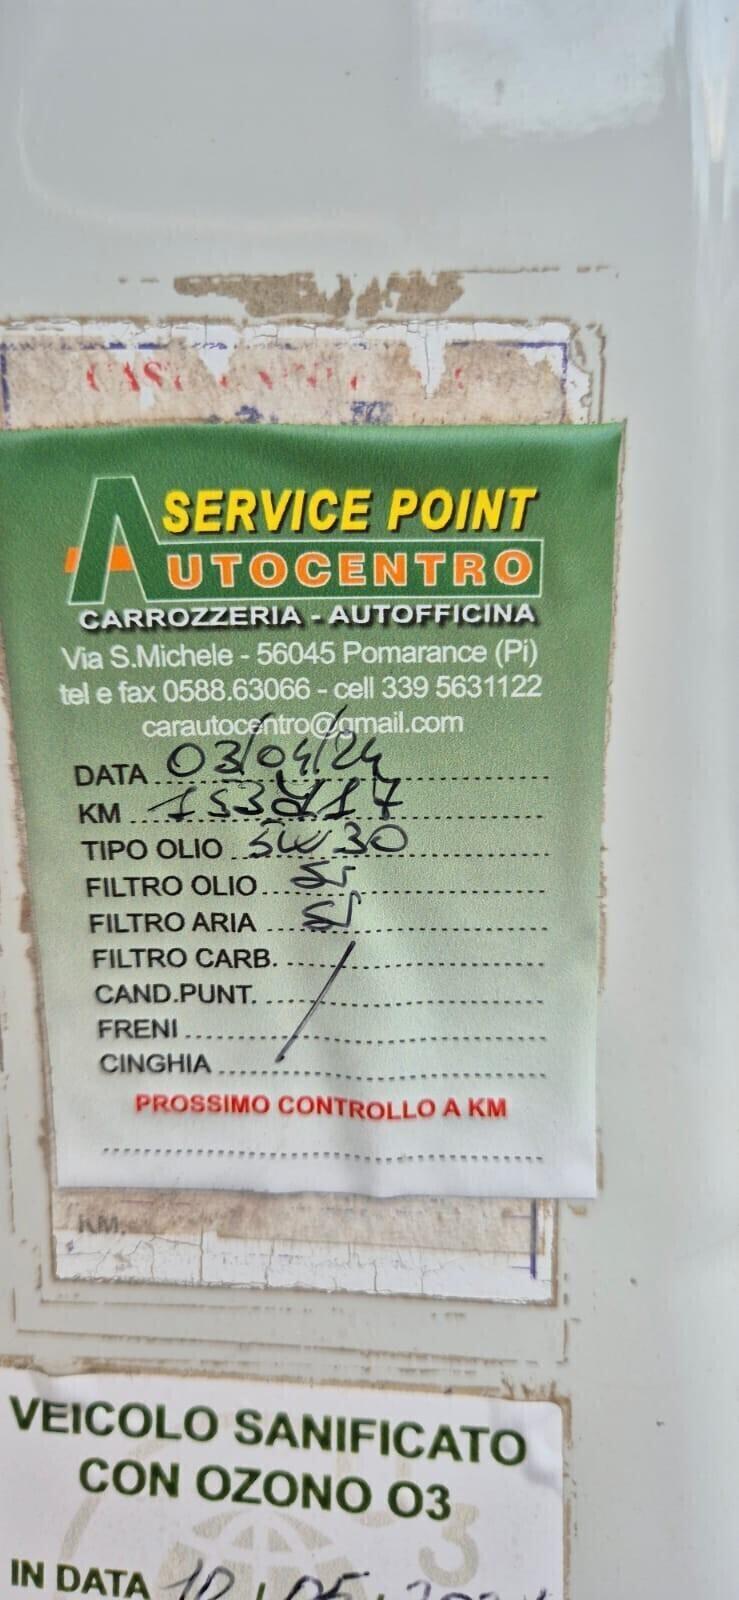 SERVICE POINT
AUTOCENTRO
CARROZZERIA - AUTOFFICINA
Via S.Michele - 56045 Pomarance (Pi)
tel e fax 0588.63066 - cell 339 5631122
carautocentro@gmail.com
DATA 03/04/24
KM
TIPO OLIO 5W30
FILTRO OLIO SI
FILTRO ARIA SI
FILTRO CARB.
CAND.PUNT.
FRENI
CINGHIA
PROSSIMO CONTROLLO A KM
KM.
VEICOLO SANIFICATO
CON OZONO O3
IN DATA